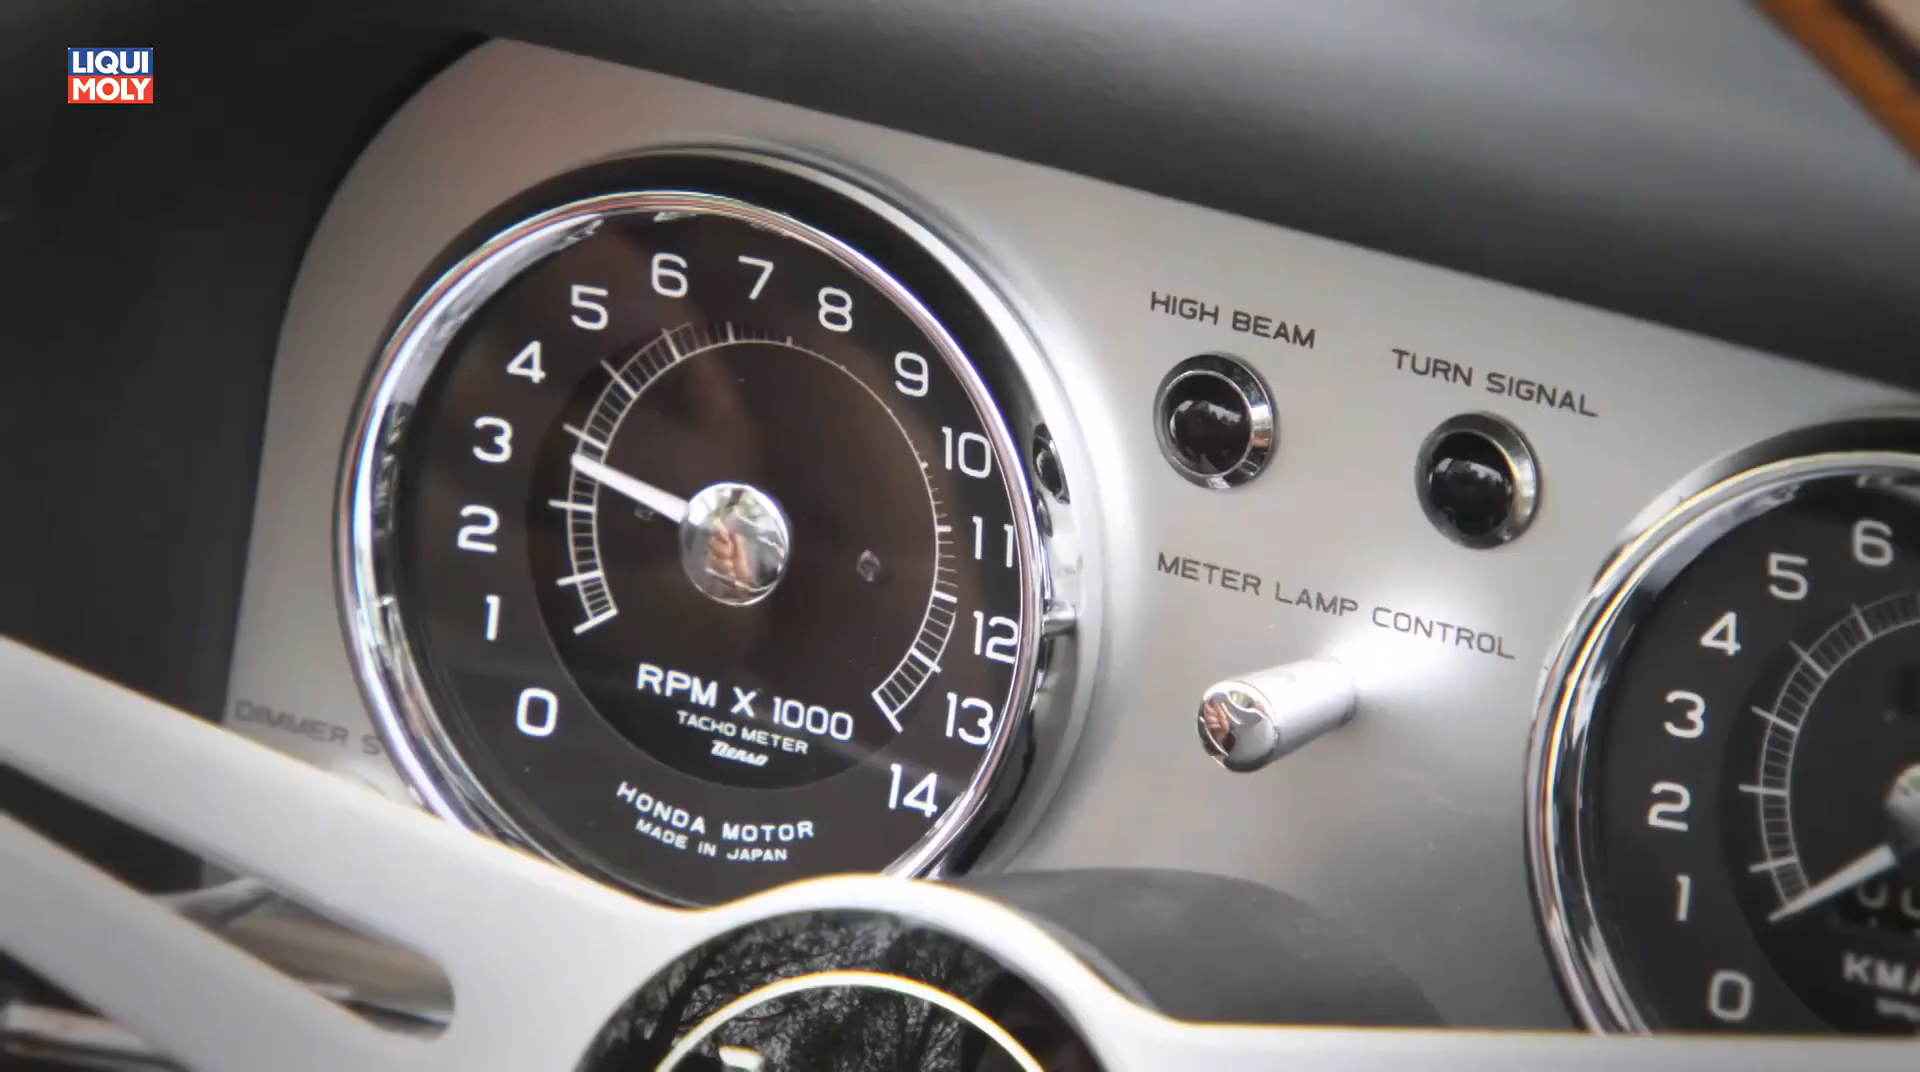 LIQUI
MOLY
6 7
5 8
4 9
3 10
2 11
1 12
0 13
14
RPM X 1000
TACHO METER
Denso
HONDA MOTOR
MADE IN JAPAN
HIGH BEAM
TURN SIGNAL
METER LAMP CONTROL
DIMMER
6
5
4
3
2
1
0